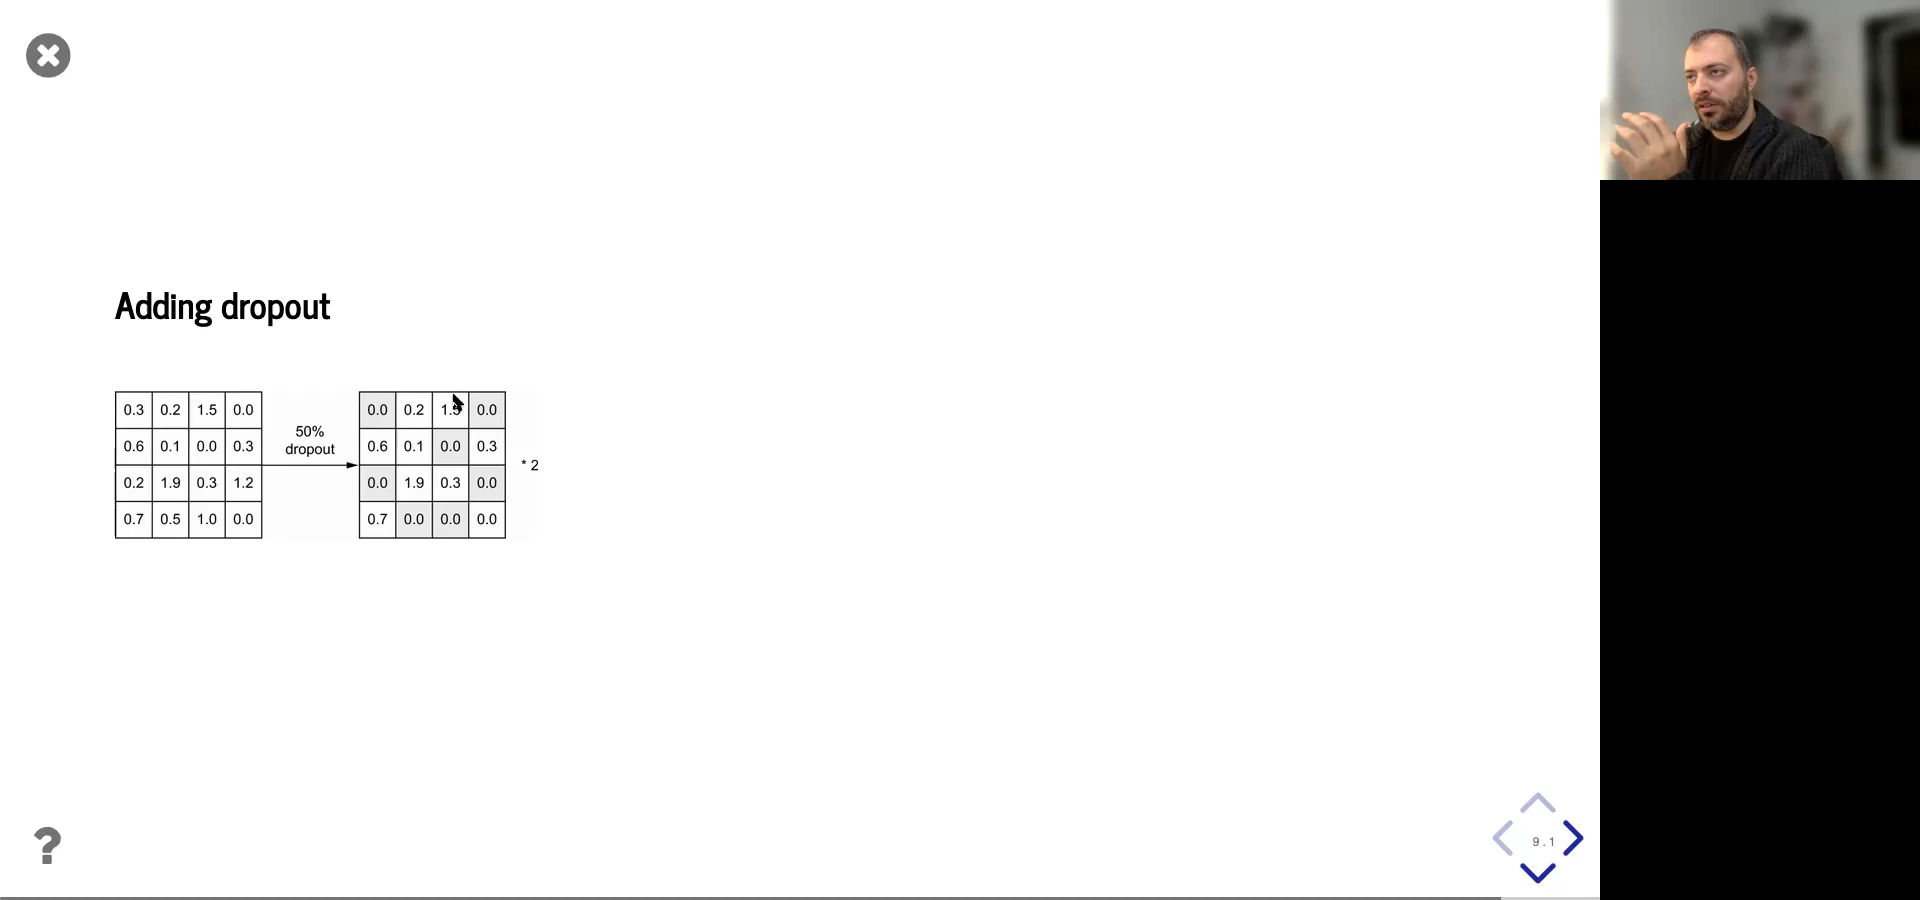 Adding dropout
0.3 0.2 1.5 0.0
0.6 0.1 0.0 0.3
0.2 1.9 0.3 1.2
0.7 0.5 1.0 0.0
50%
dropout
0.0 0.2 1.5 0.0
0.6 0.1 0.0 0.3
0.0 1.9 0.3 0.0
0.7 0.0 0.0 0.0
* 2
?
9.1